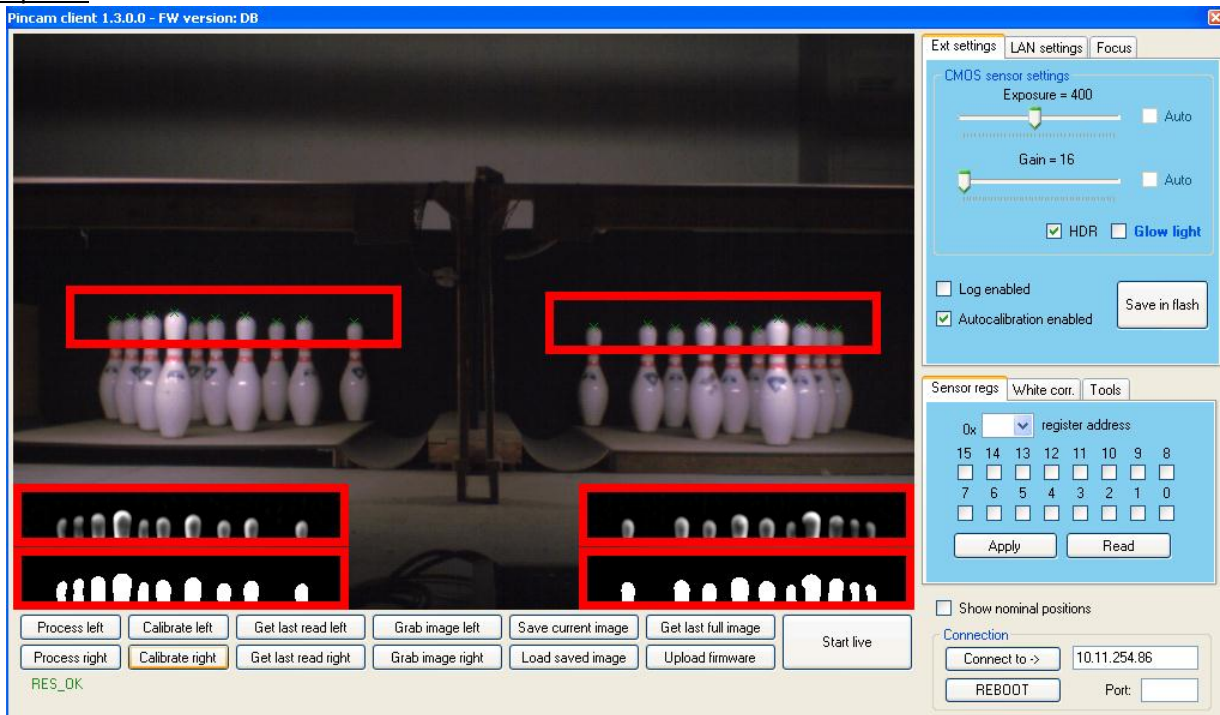 Pincam client 1.3.0.0 - FW version: DB
Ext settings LAN settings Focus
CMOS sensor settings
Exposure = 400
Auto
Gain = 16
Auto
HDR Glow light
Log enabled
Autocalibration enabled
Save in flash
Sensor regs White corr. Tools
0x register address
15 14 13 12 11 10 9 8
7 6 5 4 3 2 1 0
Apply Read
Show nominal positions
Connection
Connect to -> 10.11.254.86
REBOOT Port:
Process left Calibrate left Get last read left Grab image left Save current image Get last full image
Start live
Process right Calibrate right Get last read right Grab image right Load saved image Upload firmware
RES_OK